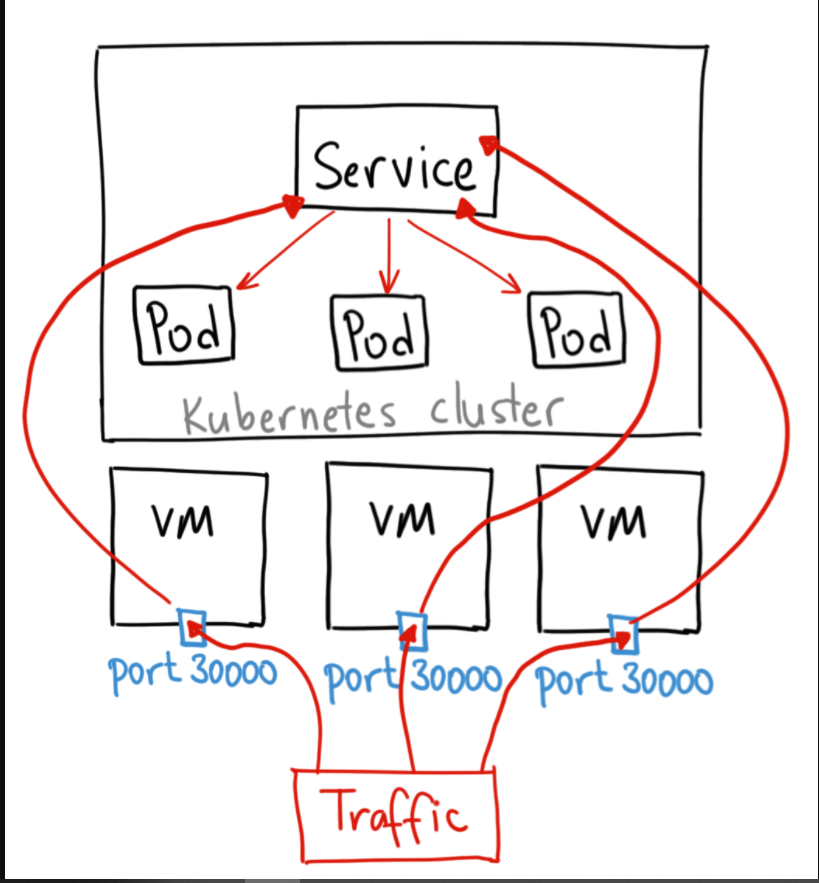 Service
Pod
Pod
Pod
Kubernetes cluster
VM
VM
VM
port 30000
port 30000
port 30000
Traffic